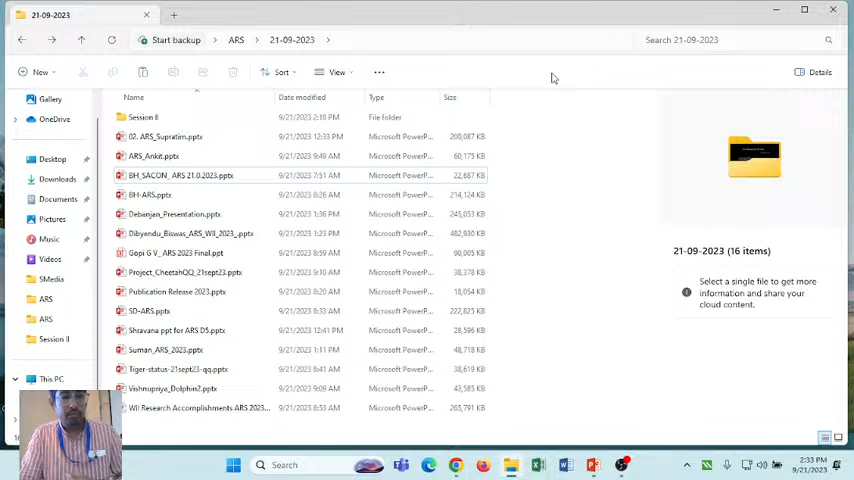 21-09-2023
Start backup > ARS > 21-09-2023 >
Search 21-09-2023
New
Sort
View
Details
Gallery
OneDrive
Desktop
Downloads
Documents
Pictures
Music
Videos
SMedia
ARS
ARS
Session II
This PC
Name Date modified Type Size
Session II 9/21/2023 2:18 PM File folder
02. ARS_Supratim.pptx 9/21/2023 12:33 PM Microsoft PowerP... 200,087 KB
ARS_Ankit.pptx 9/21/2023 9:49 AM Microsoft PowerP... 60,175 KB
BH_SACON_ ARS 21.0.2023.pptx 9/21/2023 7:51 AM Microsoft PowerP... 22,687 KB
BH-ARS.pptx 9/21/2023 8:26 AM Microsoft PowerP... 214,124 KB
Debanjan_Presentation.pptx 9/21/2023 1:36 PM Microsoft PowerP... 245,053 KB
Dibyendu_Biswas_ARS_WII_2023_.pptx 9/21/2023 1:23 PM Microsoft PowerP... 482,930 KB
Gopi G V_ ARS 2023 Final.ppt 9/21/2023 9:01 AM Microsoft PowerP... 90,005 KB
Project_CheetahQQ_21sept23.pptx 9/21/2023 9:10 AM Microsoft PowerP... 38,378 KB
Publication Release 2023.pptx 9/21/2023 8:20 AM Microsoft PowerP... 18,054 KB
SD-ARS.pptx 9/21/2023 8:33 AM Microsoft PowerP... 222,825 KB
Shravana ppt for ARS D5.pptx 9/21/2023 12:41 PM Microsoft PowerP... 28,596 KB
Suman_ARS_2023.pptx 9/21/2023 1:11 PM Microsoft PowerP... 48,718 KB
Tiger-status-21sept23-qq.pptx 9/21/2023 8:41 AM Microsoft PowerP... 38,619 KB
Vishnupriya_Dolphin2.pptx 9/21/2023 9:09 AM Microsoft PowerP... 43,585 KB
WII Research Accomplishments ARS 2023... 9/21/2023 8:53 AM Microsoft PowerP... 265,791 KB
21-09-2023 (16 items)
Select a single file to get more
information and share your
cloud content.
Search
2:33 PM
9/21/2023